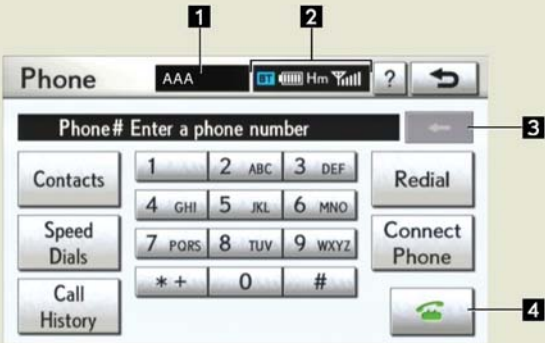 1 2
Phone AAA BT Hm ?
Phone# Enter a phone number 3
Contacts 1 2 ABC 3 DEF Redial
4 GHI 5 JKL 6 MNO
Speed Dials 7 PQRS 8 TUV 9 WXYZ Connect Phone
* + 0 #
Call History 4